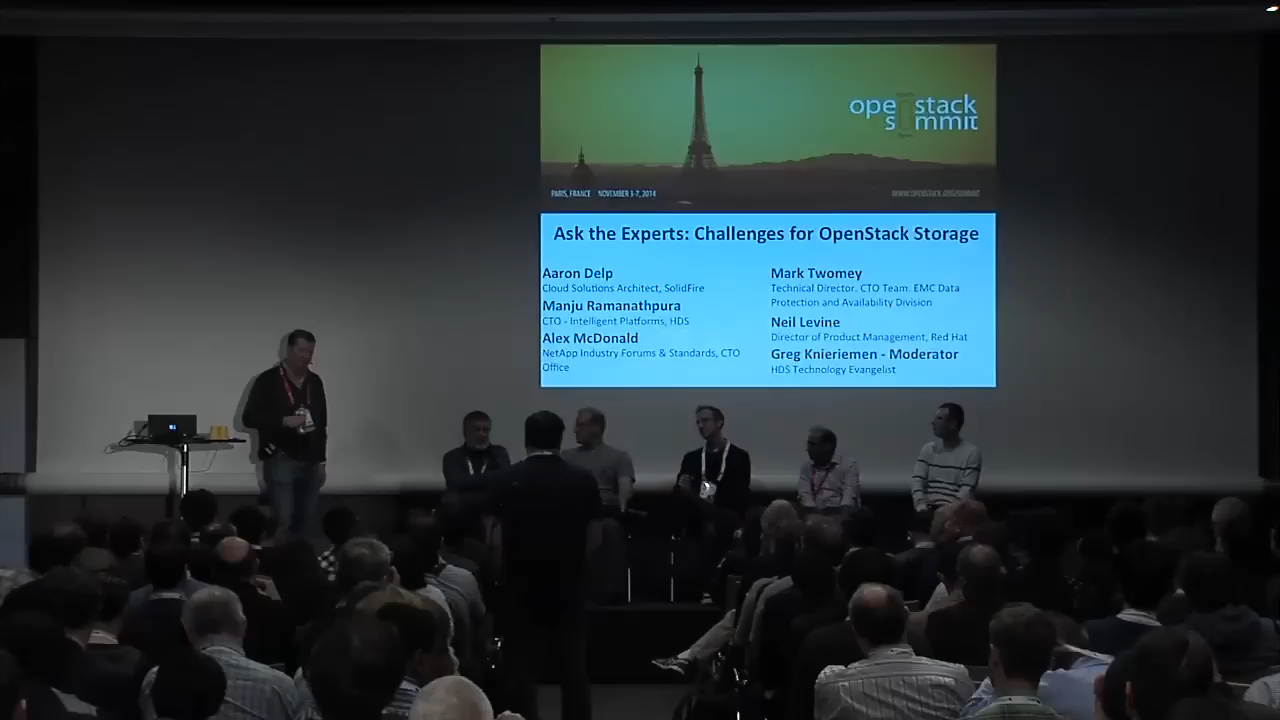 openstack
summit
PARIS, FRANCE NOVEMBER 3-7, 2014
WWW.OPENSTACK.ORG/SUMMIT
Ask the Experts: Challenges for OpenStack Storage
Aaron Delp
Cloud Solutions Architect, SolidFire
Manju Ramanathpura
CTO - Intelligent Platforms, HDS
Alex McDonald
NetApp Industry Forums & Standards, CTO
Office
Mark Twomey
Technical Director. CTO Team. EMC Data
Protection and Availability Division
Neil Levine
Director of Product Management, Red Hat
Greg Knieriemen - Moderator
HDS Technology Evangelist